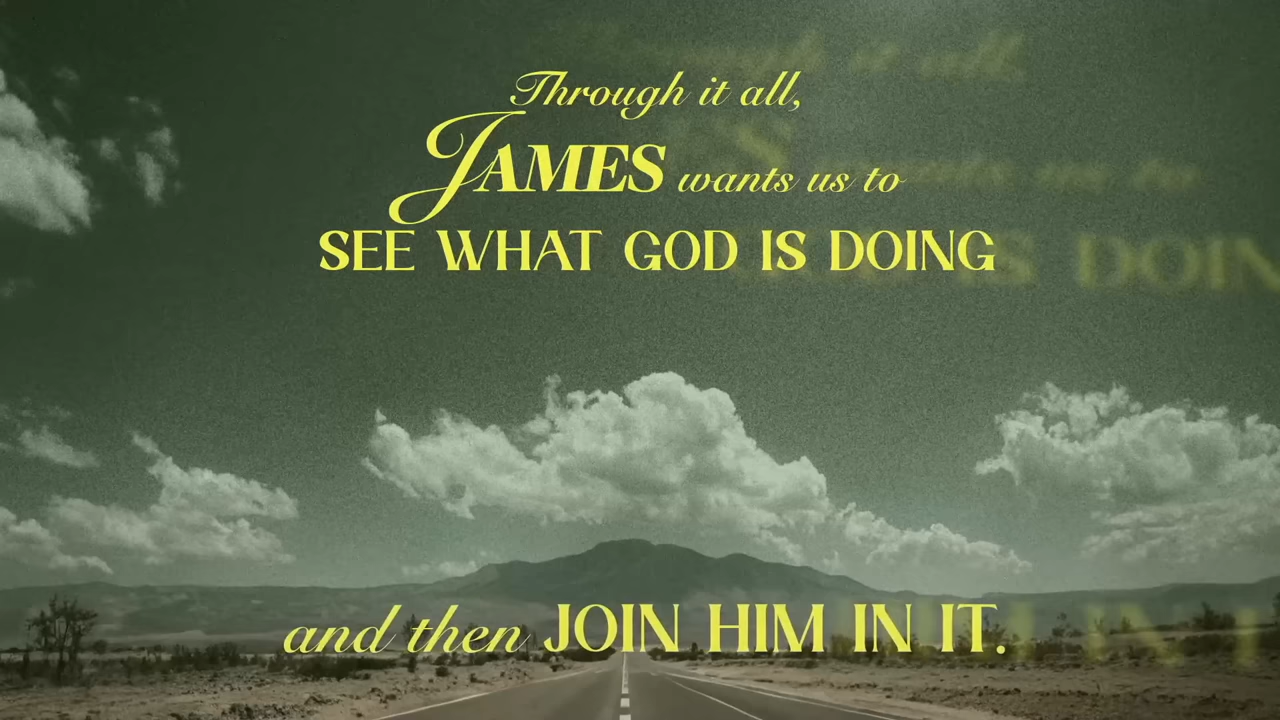 Through it all,
JAMES wants us to
SEE WHAT GOD IS DOING
and then JOIN HIM IN IT.